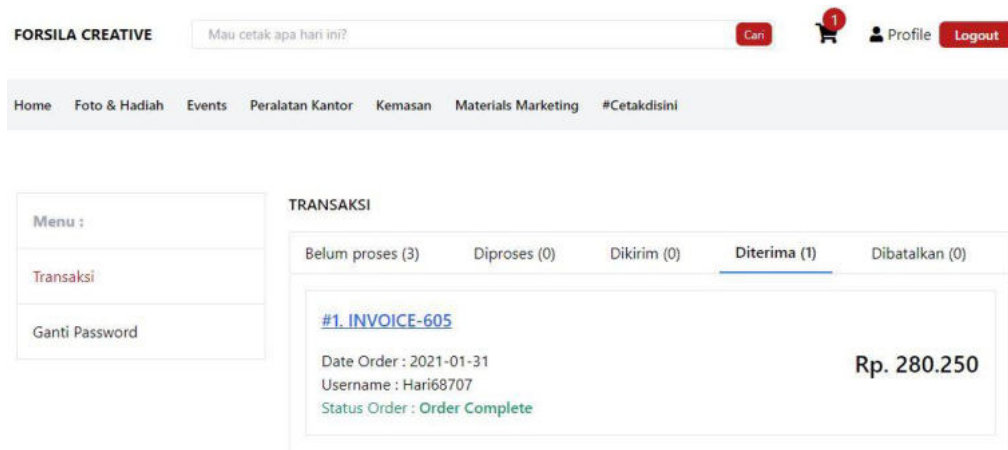 FORSILA CREATIVE
Mau cetak apa hari ini?
Cari
1
Profile
Logout
Home Foto & Hadiah Events Peralatan Kantor Kemasan Materials Marketing #Cetakdisini
Menu :
Transaksi
Ganti Password
TRANSAKSI
Belum proses (3) Diproses (0) Dikirim (0) Diterima (1) Dibatalkan (0)
#1. INVOICE-605
Date Order : 2021-01-31
Username : Hari68707
Status Order : Order Complete
Rp. 280.250